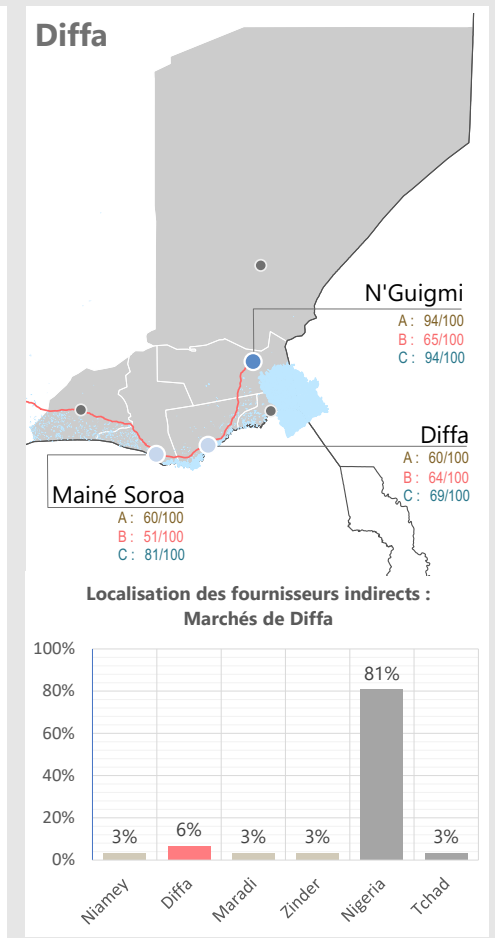 Diffa
N'Guigmi
A : 94/100
B : 65/100
C : 94/100
Diffa
A : 60/100
B : 64/100
C : 69/100
Mainé Soroa
A : 60/100
B : 51/100
C : 81/100
Localisation des fournisseurs indirects :
Marchés de Diffa
100%
80%
60%
40%
20%
0%
3%
6%
3%
3%
81%
3%
Niamey
Diffa
Maradi
Zinder
Nigeria
Tchad